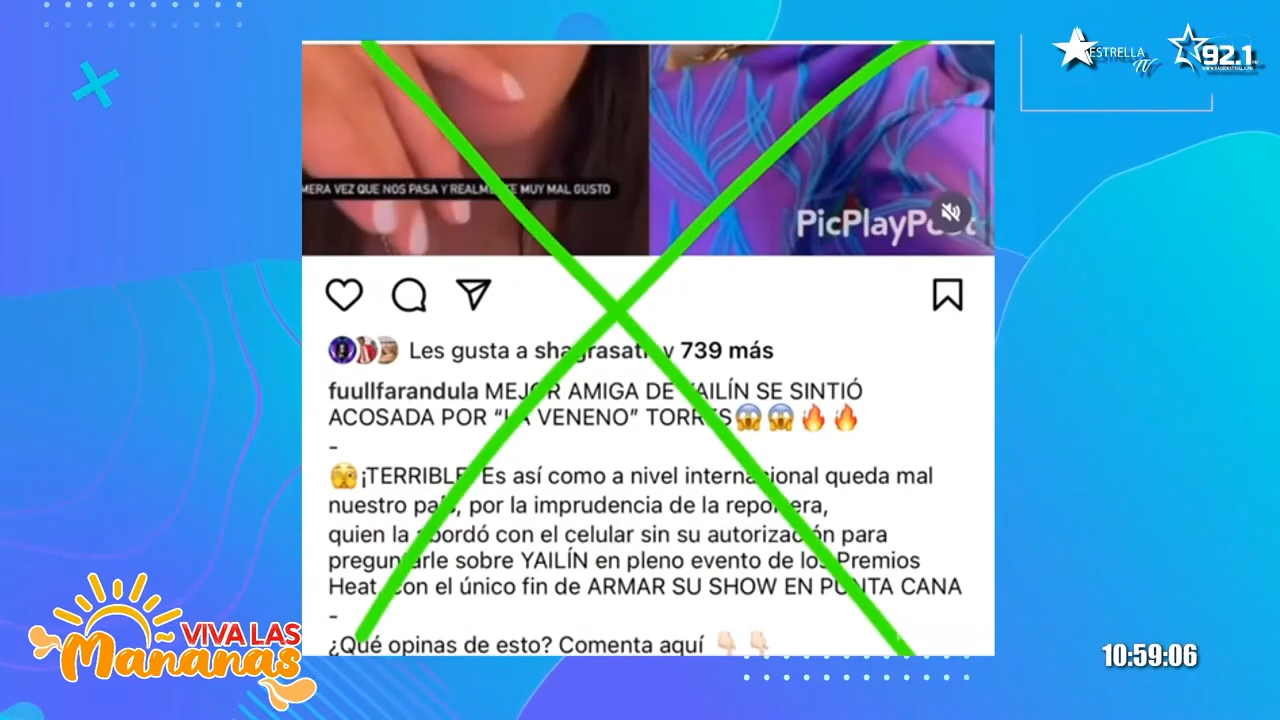 ESTRELLA
TV
92.1
MERA VEZ QUE NOS PASA Y REALMENTE MUY MAL GUSTO
PicPlayPost
Les gusta a y 739 más
fuullfarandula MEJOR AMIGA DE YAILÍN SE SINTIÓ
ACOSADA POR “LA VENENO” TORRES😱😱🔥🔥
-
🫣¡TERRIBLE! Es así como a nivel internacional queda mal
nuestro país, por la imprudencia de la reportera,
quien la abordó con el celular sin su autorización para
preguntarle sobre YAILÍN en pleno evento de los Premios
Heat, con el único fin de ARMAR SU SHOW EN PUNTA CANA
-
¿Qué opinas de esto? Comenta aquí 👇🏻👇🏻
VIVA LAS
Mañanas
10:59:06